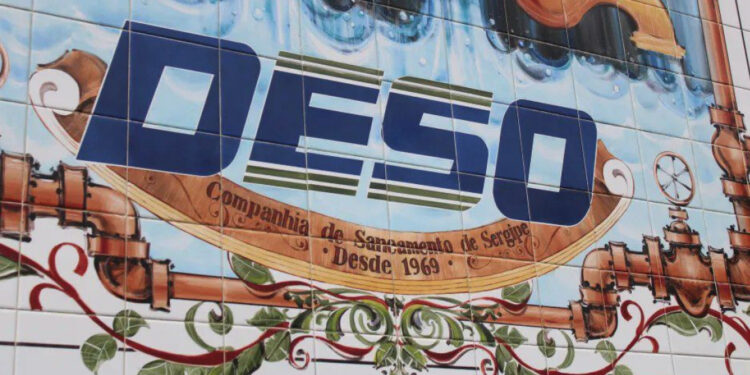 DESO
Companhia de Saneamento de Sergipe
· Desde 1969 ·